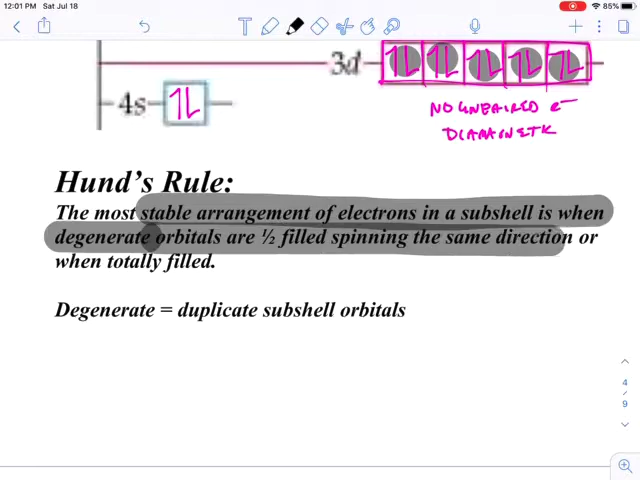 12:01 PM Sat Jul 18
85%
3d
4s
NO UNPAIRED e-
DIAMAGNETIC
Hund's Rule:
The most stable arrangement of electrons in a subshell is when
degenerate orbitals are ½ filled spinning the same direction or
when totally filled.
Degenerate = duplicate subshell orbitals
4
9